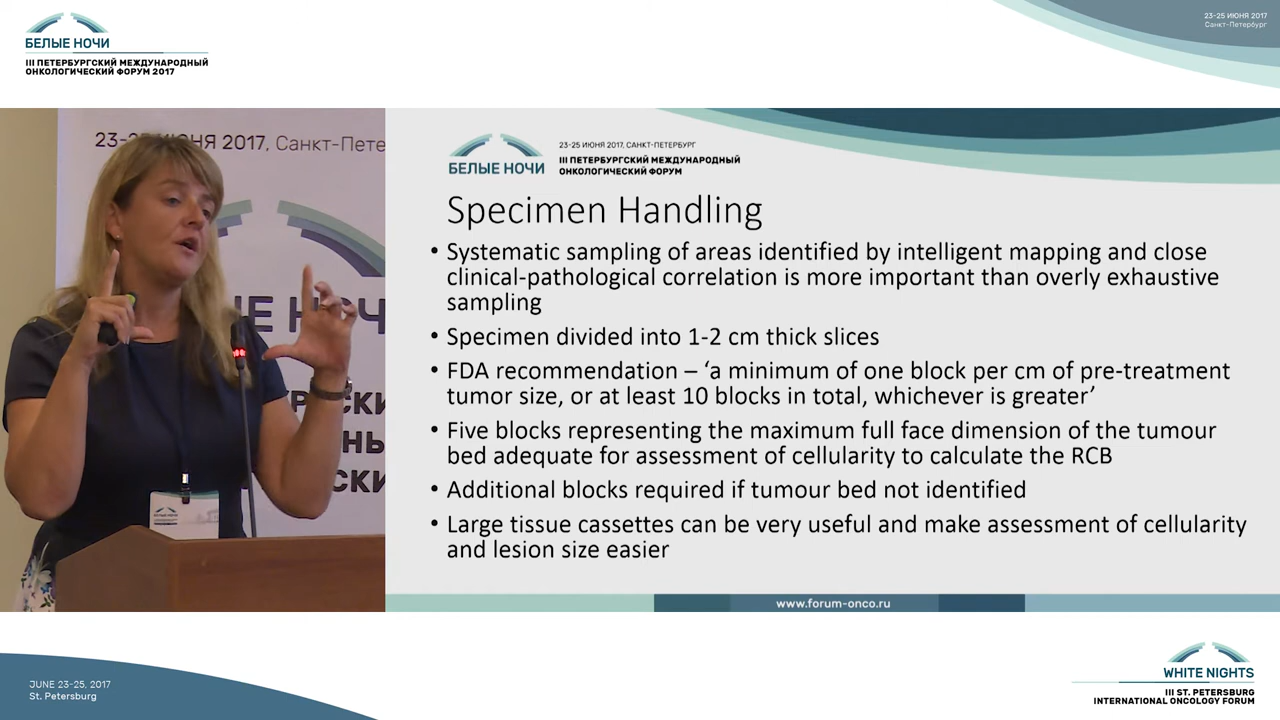 БЕЛЫЕ НОЧИ
III ПЕТЕРБУРГСКИЙ МЕЖДУНАРОДНЫЙ
ОНКОЛОГИЧЕСКИЙ ФОРУМ 2017
23-25 ИЮНЯ 2017
Санкт-Петербург
ИЮНЯ 2017, Санкт-Пете
23-25 ИЮНЯ 2017, САНКТ-ПЕТЕРБУРГ
БЕЛЫЕ НОЧИ
III ПЕТЕРБУРГСКИЙ МЕЖДУНАРОДНЫЙ
ОНКОЛОГИЧЕСКИЙ ФОРУМ
Specimen Handling
• Systematic sampling of areas identified by intelligent mapping and close
clinical-pathological correlation is more important than overly exhaustive
sampling
• Specimen divided into 1-2 cm thick slices
• FDA recommendation – ‘a minimum of one block per cm of pre-treatment
tumor size, or at least 10 blocks in total, whichever is greater’
• Five blocks representing the maximum full face dimension of the tumour
bed adequate for assessment of cellularity to calculate the RCB
• Additional blocks required if tumour bed not identified
• Large tissue cassettes can be very useful and make assessment of cellularity
and lesion size easier
www.forum-onco.ru
JUNE 23-25, 2017
St. Petersburg
WHITE NIGHTS
III ST. PETERSBURG
INTERNATIONAL ONCOLOGY FORUM